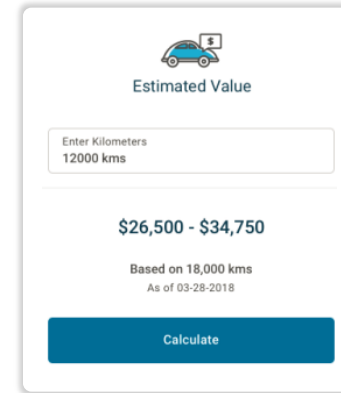 $
Estimated Value
Enter Kilometers
12000 kms
$26,500 - $34,750
Based on 18,000 kms
As of 03-28-2018
Calculate